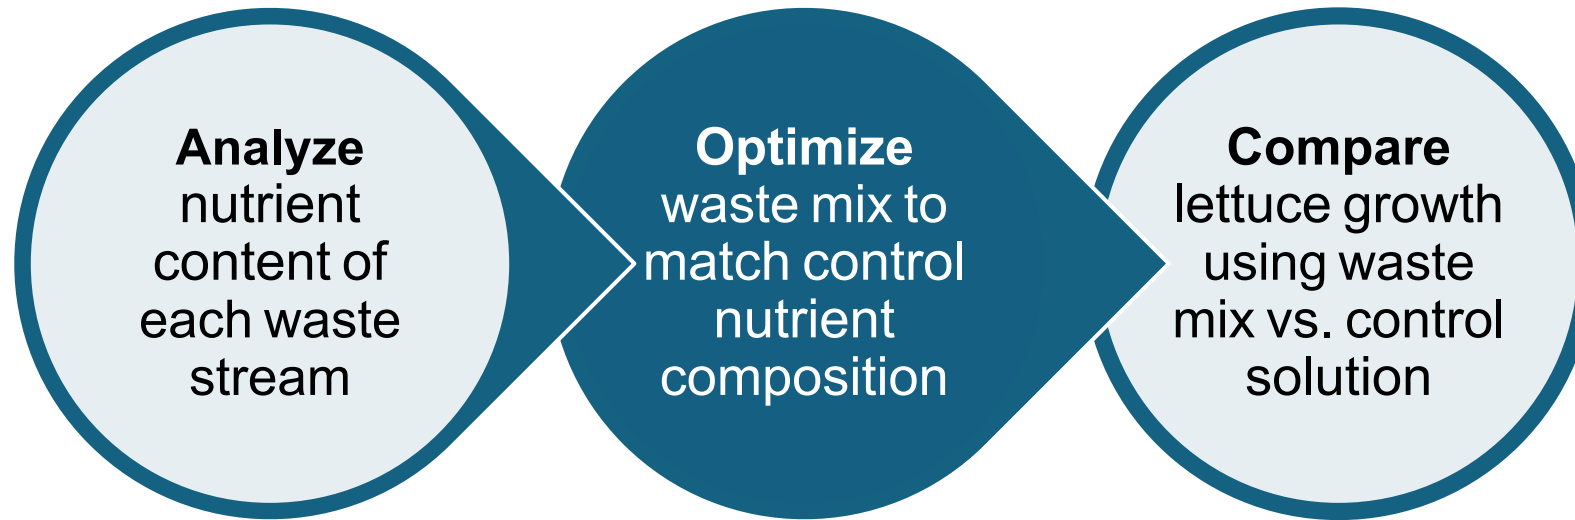 Analyze
nutrient
content of
each waste
stream
Optimize
waste mix to
match control
nutrient
composition
Compare
lettuce growth
using waste
mix vs. control
solution